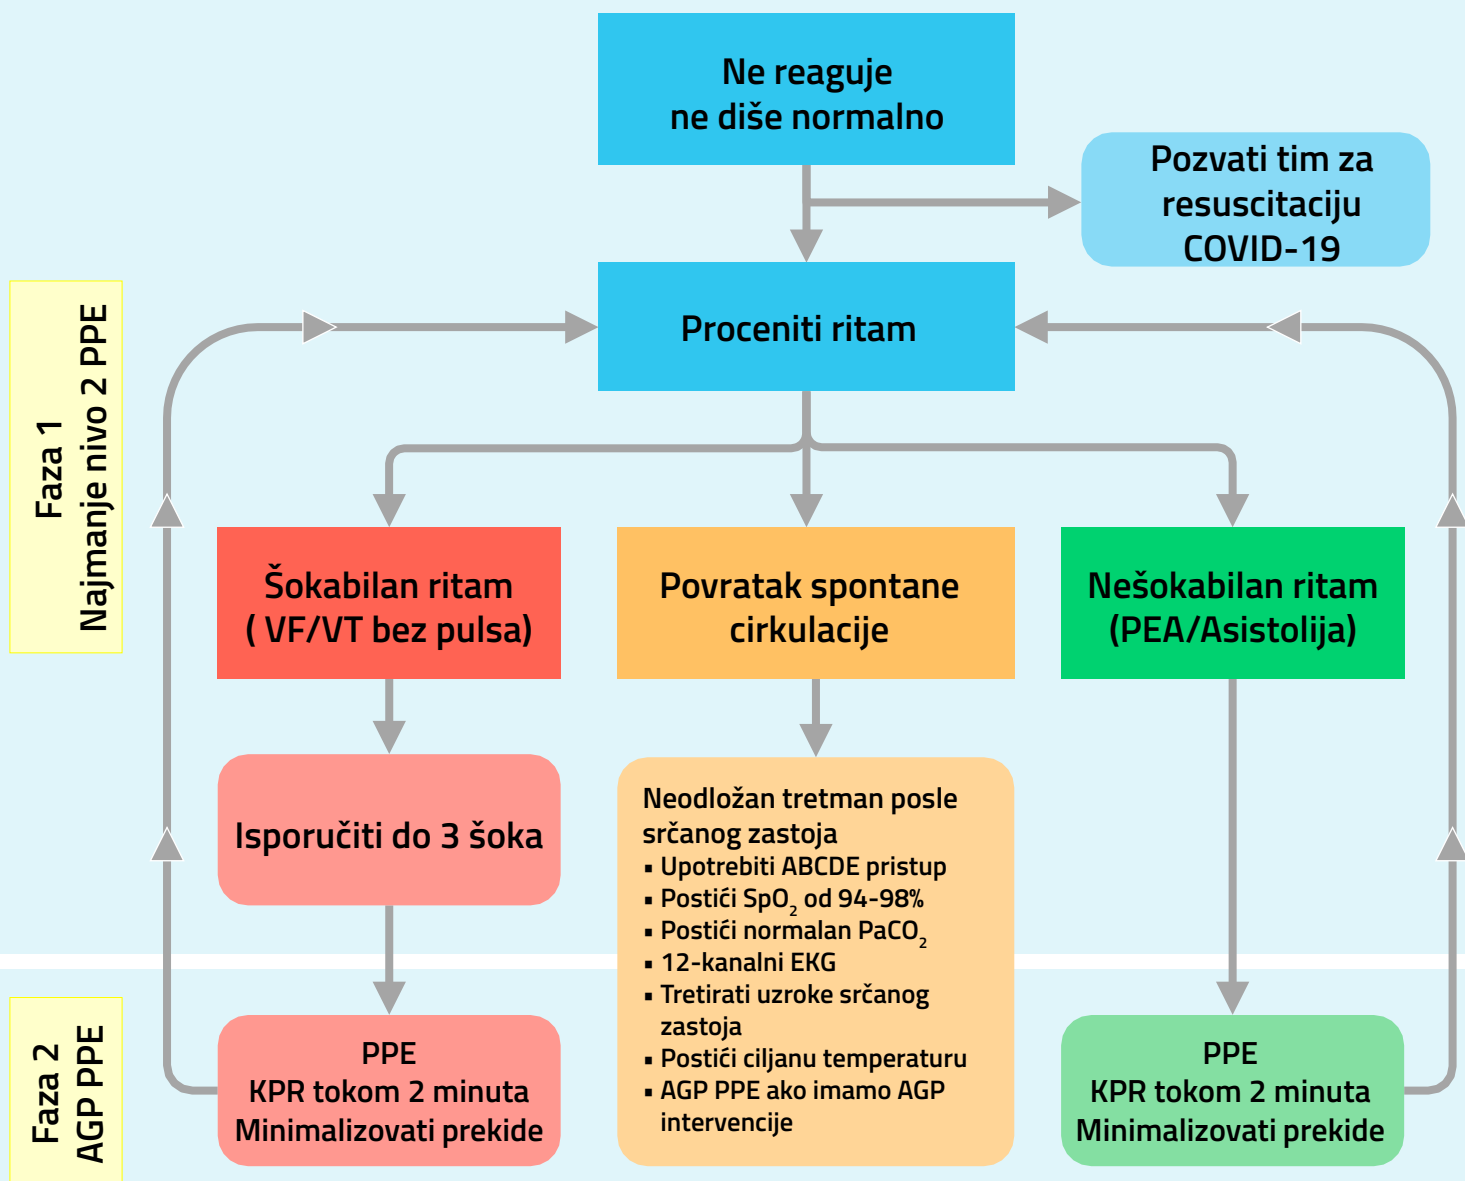 Ne reaguje
ne diše normalno
Pozvati tim za
resuscitaciju
COVID-19
Proceniti ritam
Faza 1
Najmanje nivo 2 PPE
Šokabilan ritam
( VF/VT bez pulsa)
Povratak spontane
cirkulacije
Nešokabilan ritam
(PEA/Asistolija)
Isporučiti do 3 šoka
Neodložan tretman posle
srčanog zastoja
▪ Upotrebiti ABCDE pristup
▪ Postići SpO₂ od 94-98%
▪ Postići normalan PaCO₂
▪ 12-kanalni EKG
▪ Tretirati uzroke srčanog
zastoja
▪ Postići ciljanu temperaturu
▪ AGP PPE ako imamo AGP
intervencije
Faza 2
AGP PPE
PPE
KPR tokom 2 minuta
Minimalizovati prekide
PPE
KPR tokom 2 minuta
Minimalizovati prekide